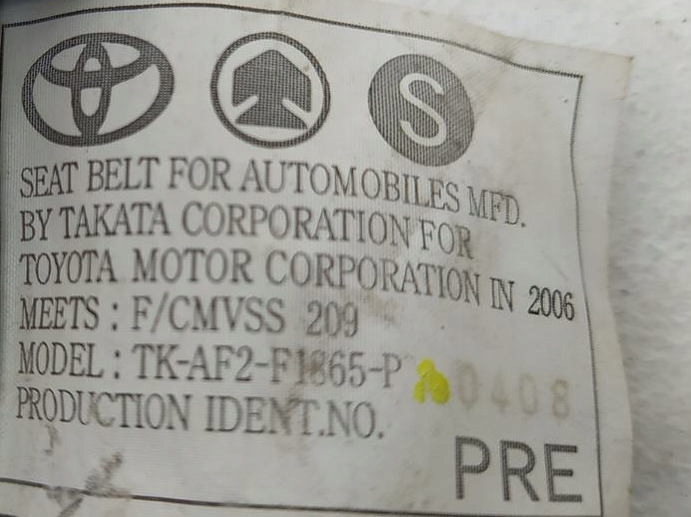 S
SEAT BELT FOR AUTOMOBILES MFD.
BY TAKATA CORPORATION FOR
TOYOTA MOTOR CORPORATION IN 2006
MEETS : F/CMVSS 209
MODEL : TK-AF2-F1865-P
0408
PRODUCTION IDENT.NO.
PRE